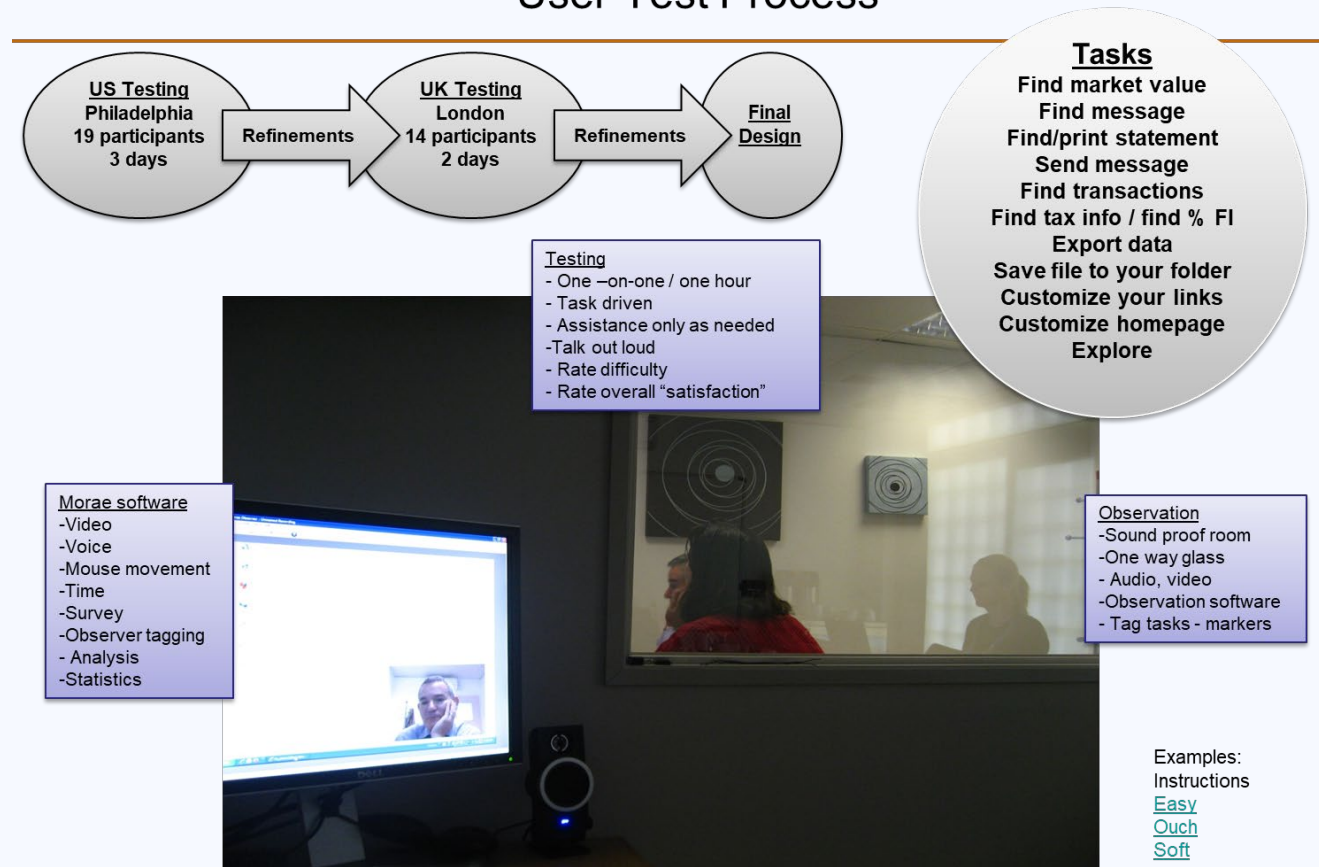 User Test Process
US Testing
Philadelphia
19 participants
3 days
Refinements
UK Testing
London
14 participants
2 days
Refinements
Final
Design
Tasks
Find market value
Find message
Find/print statement
Send message
Find transactions
Find tax info / find % FI
Export data
Save file to your folder
Customize your links
Customize homepage
Explore
Testing
- One –on-one / one hour
- Task driven
- Assistance only as needed
-Talk out loud
- Rate difficulty
- Rate overall “satisfaction”
Morae software
-Video
-Voice
-Mouse movement
-Time
-Survey
-Observer tagging
- Analysis
-Statistics
Observation
-Sound proof room
-One way glass
- Audio, video
-Observation software
- Tag tasks - markers
DELL
Examples:
Instructions
Easy
Ouch
Soft